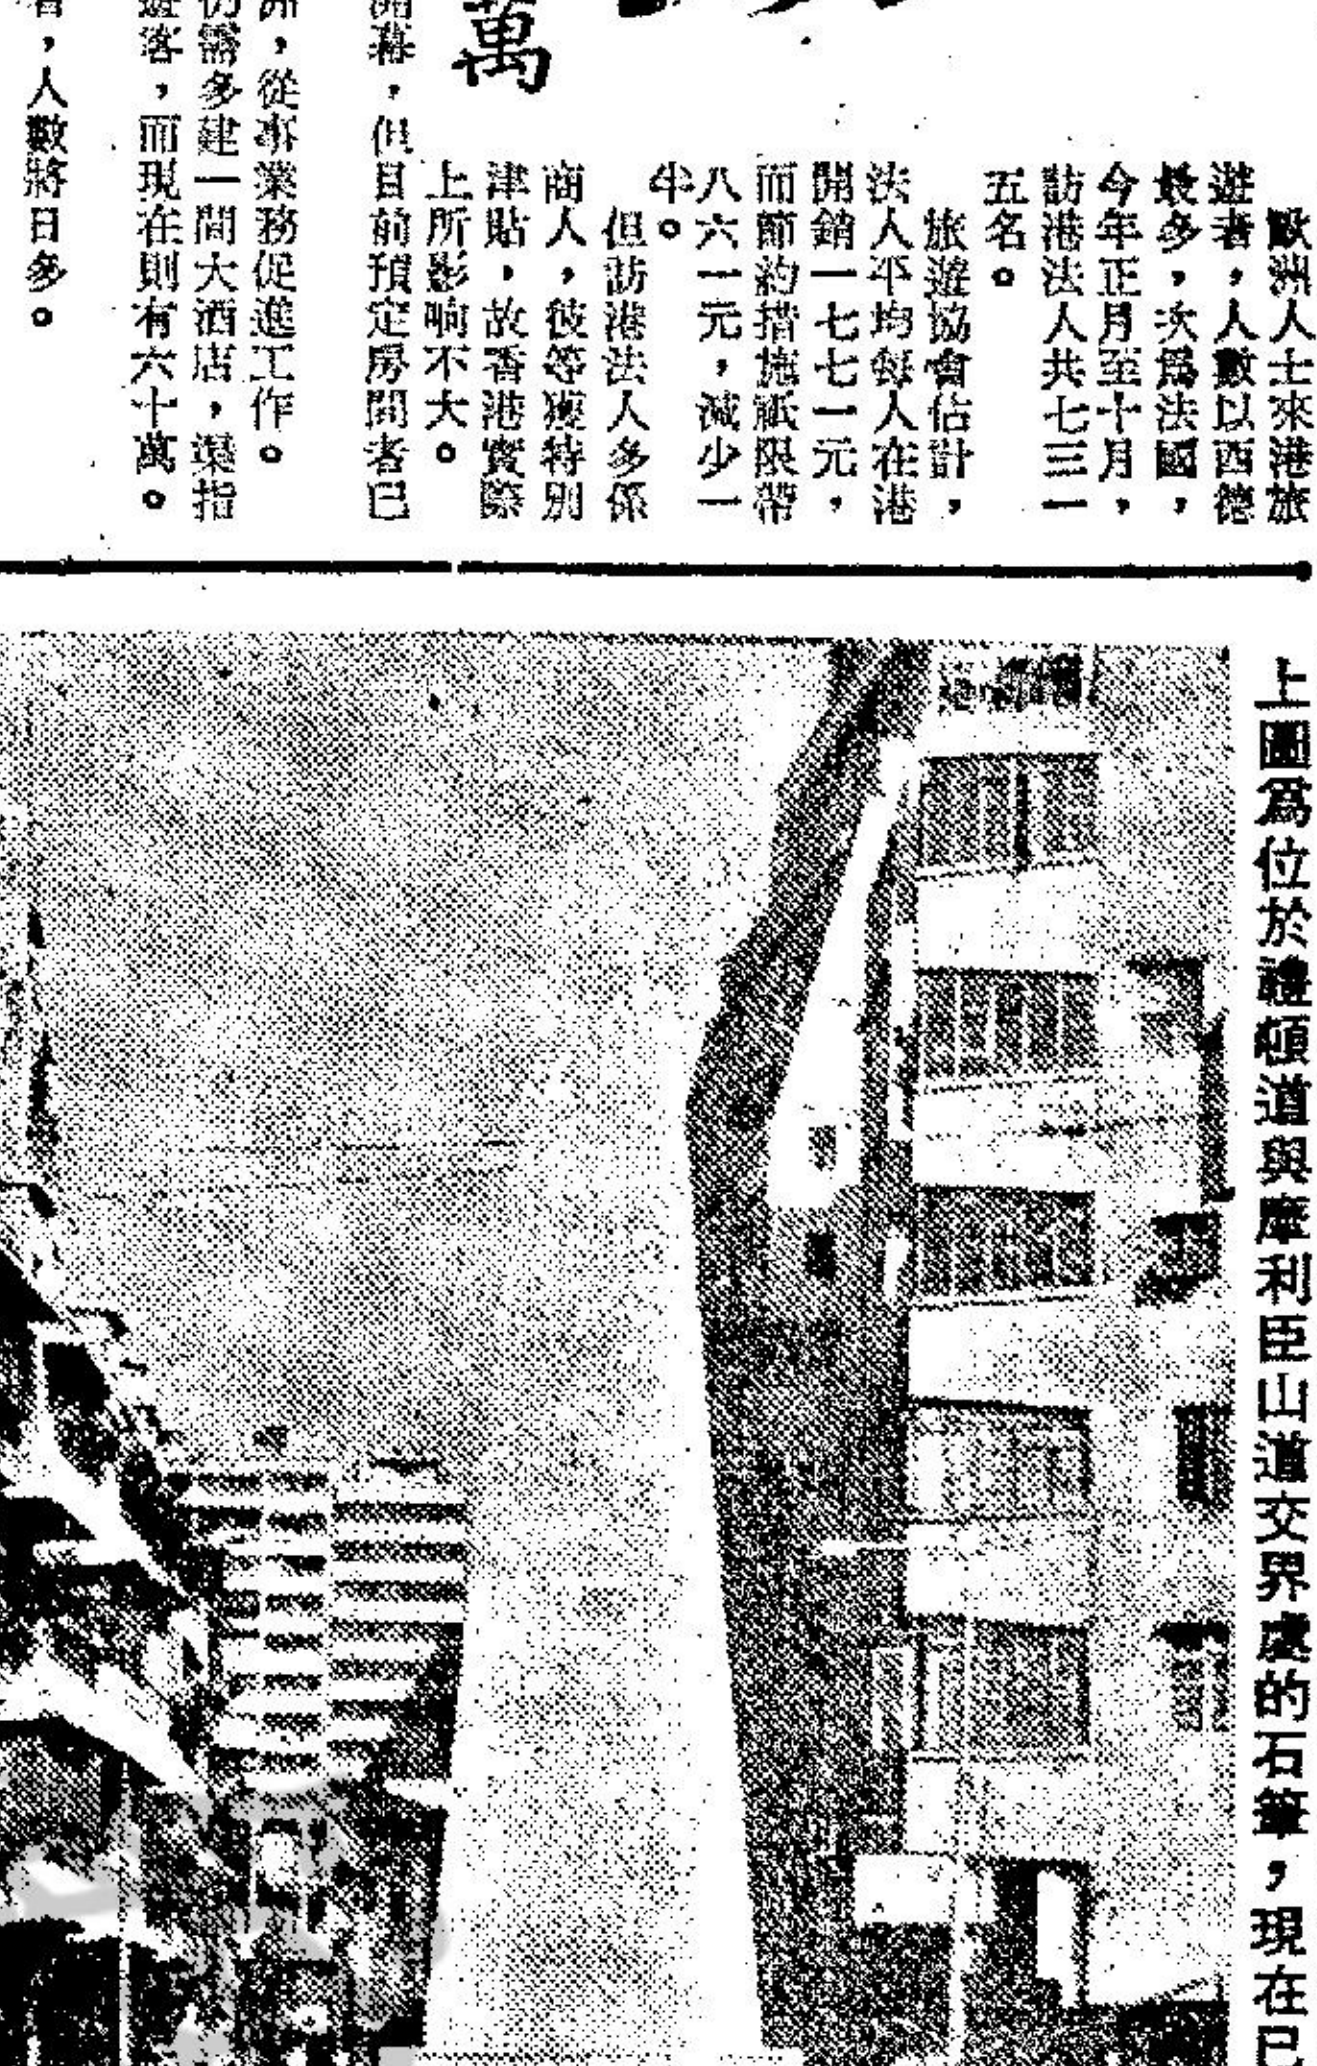 歐洲人士來港旅
遊者，人數以西德
最多，次爲法國，
今年正月至十月，
訪港法人共七三一
五名。
旅遊協會估計，
法人平均每人在港
開銷一七七一元，
而節約措施祇限帶
八六一元，減少一
半。
但訪港法人多係
商人，彼等獲特別
津貼，故香港實際
上所影响不大。
開幕，但目前預定房間者已
洲，從事業務促進工作。
仍需多建一間大酒店，渠指
遊客，而現在則有六十萬。
，人數將日多。
萬
上圖爲位於禮頓道與摩利臣山道交界處的石筆，現在已